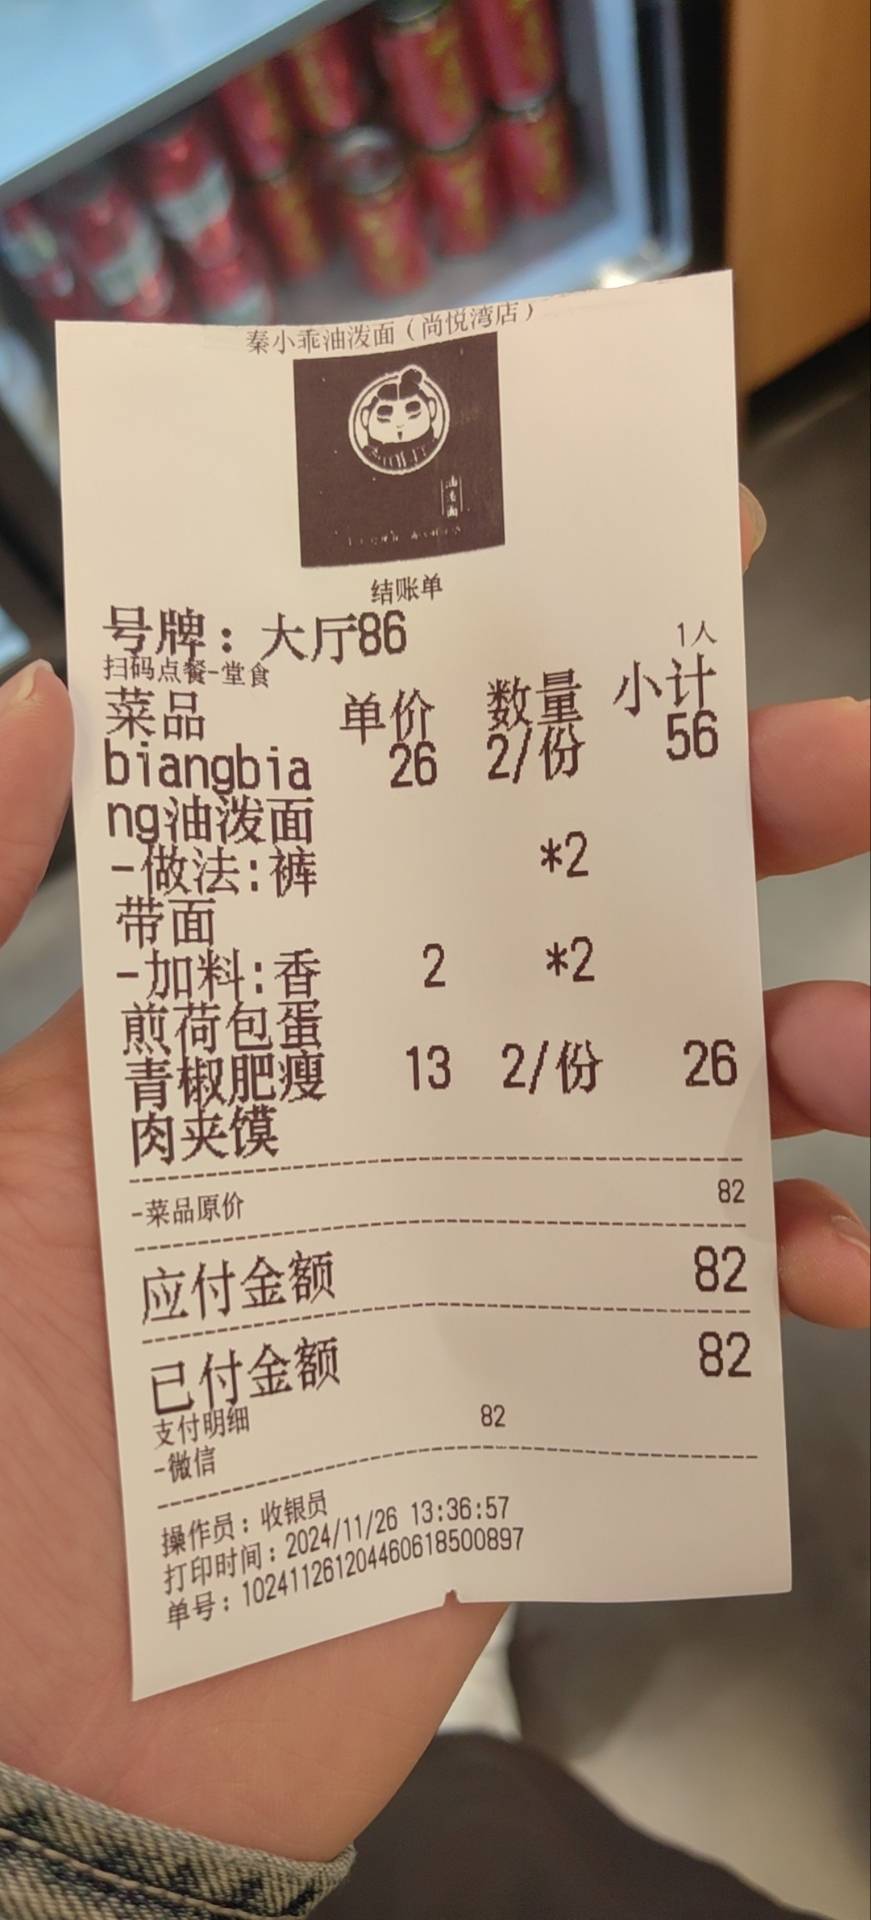 秦小乖油泼面（尚悦湾店）
油泼面
结账单
号牌：大厅86 1人
扫码点餐-堂食
菜品 单价 数量 小计
biangbia 26 2/份 56
ng油泼面
-做法:裤 *2
带面
-加料:香 2 *2
煎荷包蛋
青椒肥瘦 13 2/份 26
肉夹馍
-菜品原价 82
应付金额 82
已付金额 82
支付明细 82
-微信
操作员：收银员
打印时间：2024/11/26 13:36:57
单号：102411261204460618500897